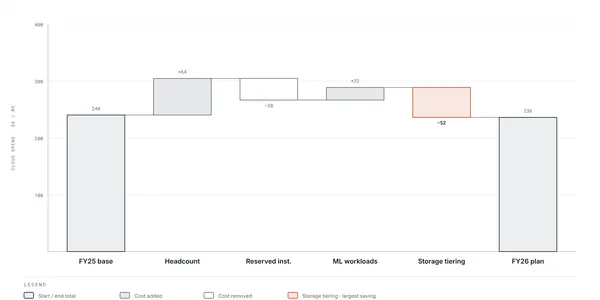 400
300
200
100
CLOUD SPEND $K / MO
240
+64
−38
+22
−52
236
FY25 base
Headcount
Reserved inst.
ML workloads
Storage tiering
FY26 plan
LEGEND
Start / end total
Cost added
Cost removed
Storage tiering · largest saving